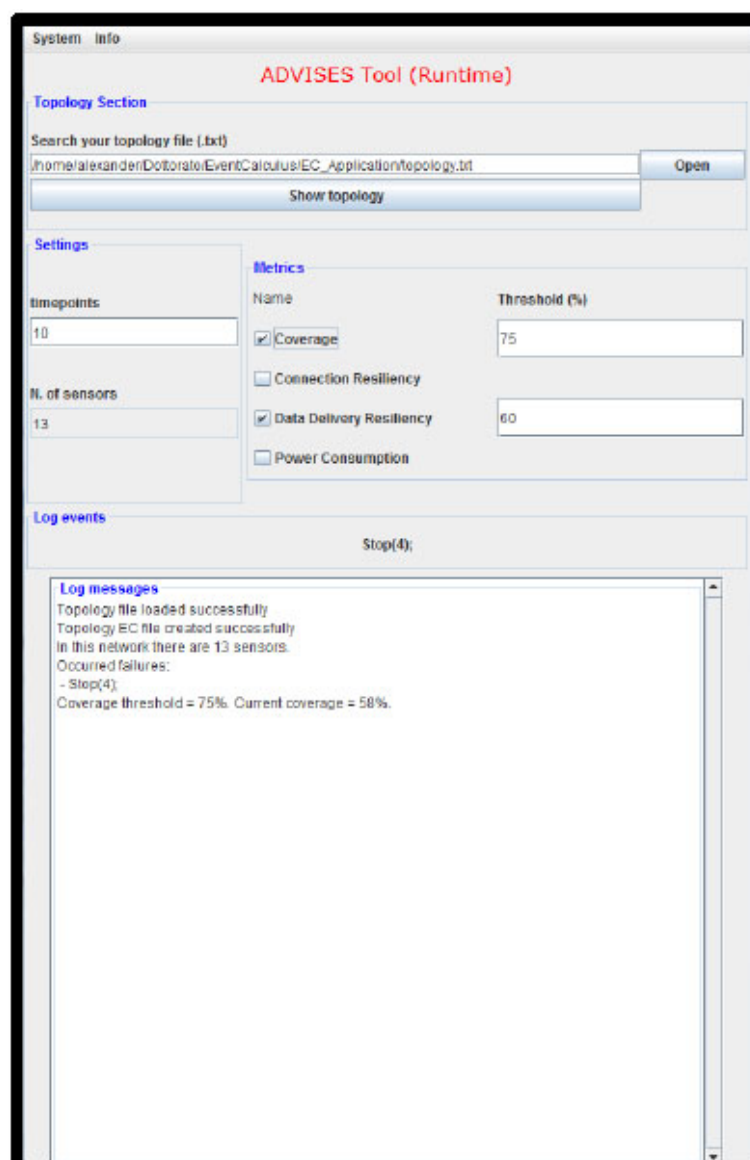 System Info
ADVISES Tool (Runtime)
Topology Section
Search your topology file (.txt)
/home/alexander/Dottorato/EventCalculus/EC_Application/topology.txt Open
Show topology
Settings
Metrics
Name Threshold (%)
timepoints
10
Coverage 75
Connection Resiliency
N. of sensors
13
Data Delivery Resiliency 60
Power Consumption
Log events
Stop(4);
Log messages
Topology file loaded successfully
Topology EC file created successfully
In this network there are 13 sensors.
Occurred failures:
- Stop(4);
Coverage threshold = 75%. Current coverage = 58%.